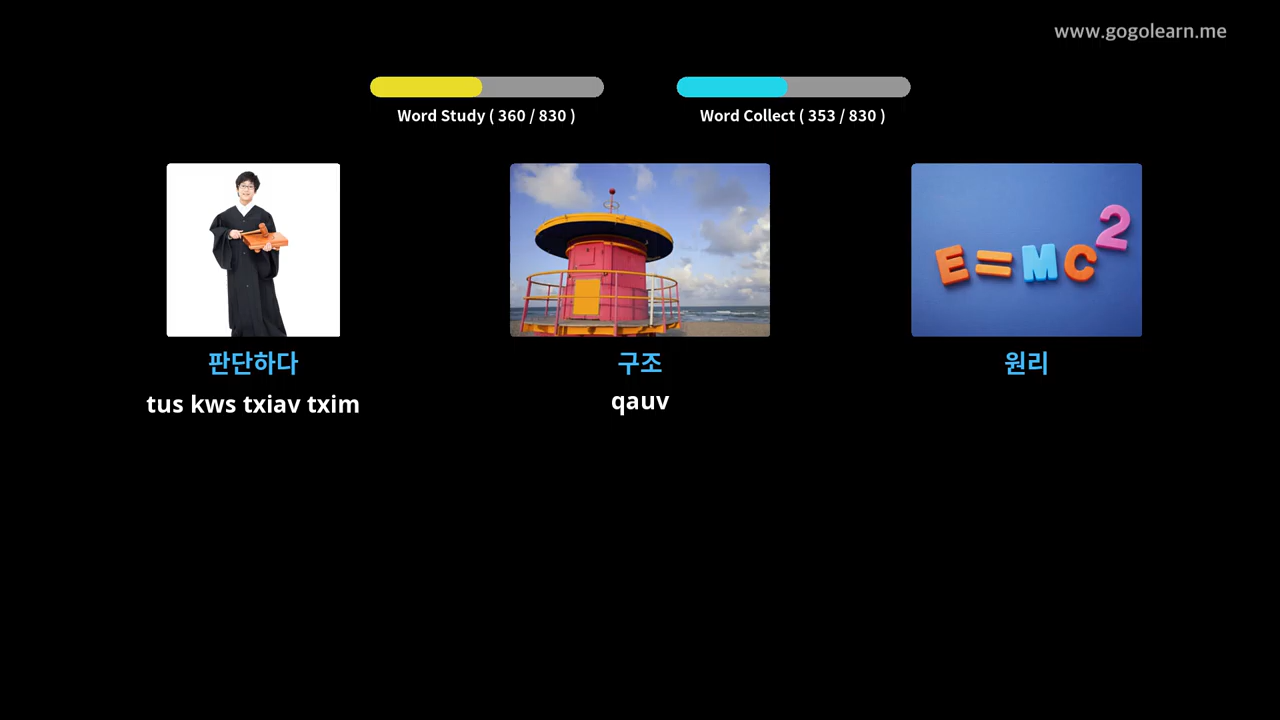 www.gogolearn.me
Word Study ( 360 / 830 )
Word Collect ( 353 / 830 )
E=MC2
판단하다
구조
원리
tus kws txiav txim
qauv